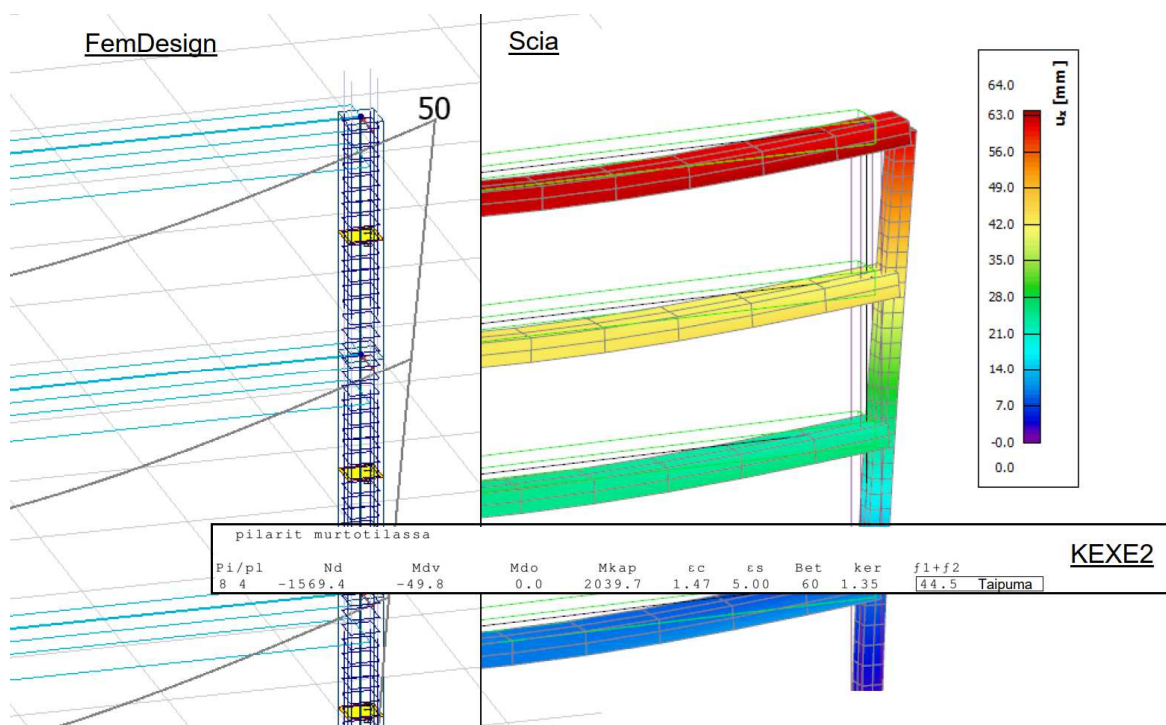 FemDesign
50
Scia
uₓ [mm]
64.0
63.0
56.0
49.0
42.0
35.0
28.0
21.0
14.0
7.0
-0.0
0.0
KEXE2
pilarit murtotilassa
Pi/pl Nd Mdv Mdo Mkap εc εs Bet ker f1+f2
8 4 -1569.4 -49.8 0.0 2039.7 1.47 5.00 60 1.35 44.5 Taipuma